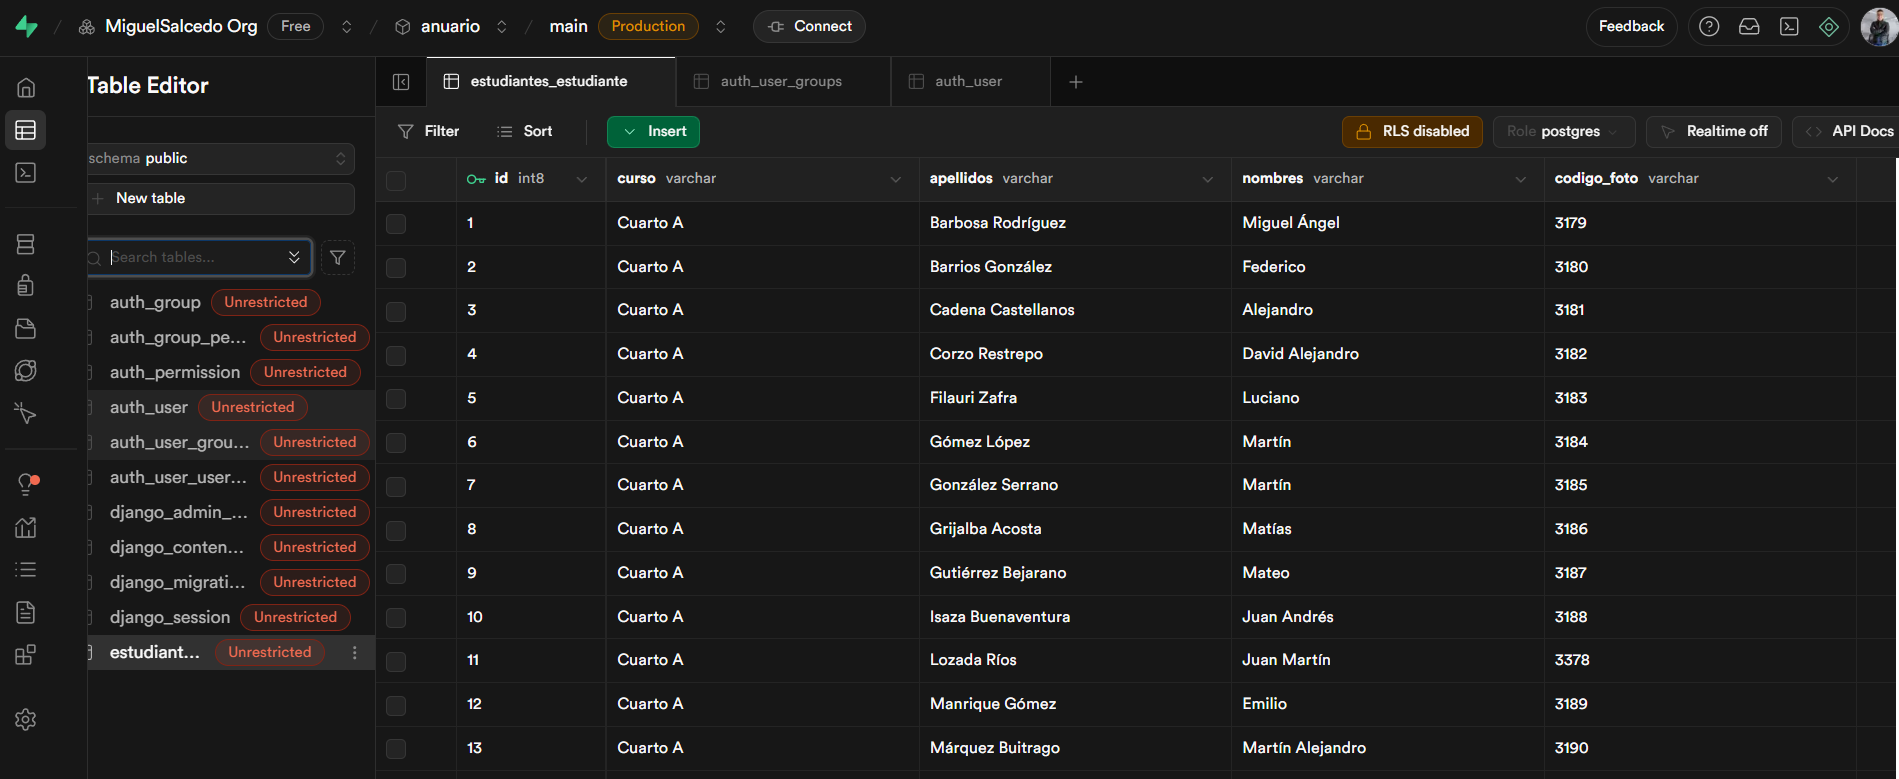 MiguelSalcedo Org Free anuario main Production Connect Feedback
Table Editor
estudiantes_estudiante auth_user_groups auth_user
Filter Sort Insert RLS disabled Role postgres Realtime off API Docs
schema public
New table
Search tables...
auth_group Unrestricted
auth_group_pe... Unrestricted
auth_permission Unrestricted
auth_user Unrestricted
auth_user_grou... Unrestricted
auth_user_user... Unrestricted
django_admin_... Unrestricted
django_conten... Unrestricted
django_migrati... Unrestricted
django_session Unrestricted
estudiant... Unrestricted
id int8 curso varchar apellidos varchar nombres varchar codigo_foto varchar
1 Cuarto A Barbosa Rodríguez Miguel Ángel 3179
2 Cuarto A Barrios González Federico 3180
3 Cuarto A Cadena Castellanos Alejandro 3181
4 Cuarto A Corzo Restrepo David Alejandro 3182
5 Cuarto A Filauri Zafra Luciano 3183
6 Cuarto A Gómez López Martín 3184
7 Cuarto A González Serrano Martín 3185
8 Cuarto A Grijalba Acosta Matías 3186
9 Cuarto A Gutiérrez Bejarano Mateo 3187
10 Cuarto A Isaza Buenaventura Juan Andrés 3188
11 Cuarto A Lozada Ríos Juan Martín 3378
12 Cuarto A Manrique Gómez Emilio 3189
13 Cuarto A Márquez Buitrago Martín Alejandro 3190